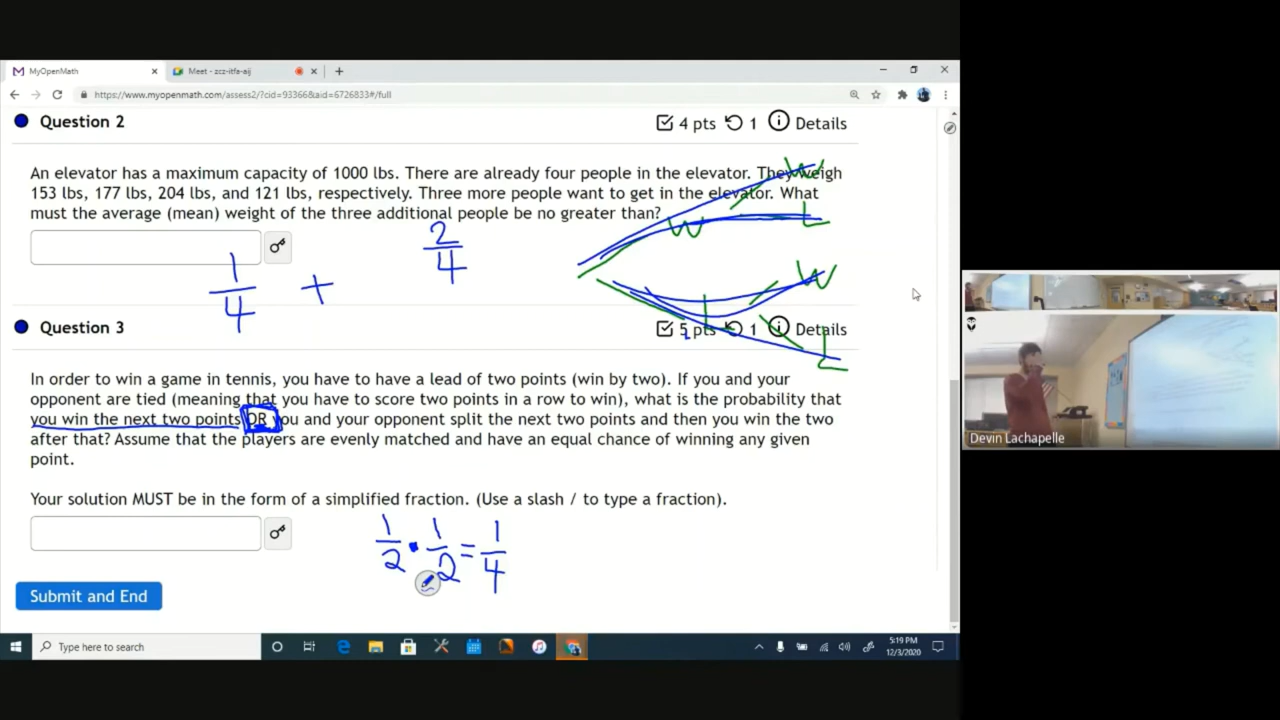 MyOpenMath
Meet - zcz-itfa-aij
https://www.myopenmath.com/assess2/?cid=93366&aid=6726833#/full
Question 2
4 pts 1 Details
An elevator has a maximum capacity of 1000 lbs. There are already four people in the elevator. They weigh
153 lbs, 177 lbs, 204 lbs, and 121 lbs, respectively. Three more people want to get in the elevator. What
must the average (mean) weight of the three additional people be no greater than?
W
W
L
1/4 + 2/4
W
L
L
Question 3
5 pts 1 Details
In order to win a game in tennis, you have to have a lead of two points (win by two). If you and your
opponent are tied (meaning that you have to score two points in a row to win), what is the probability that
you win the next two points OR you and your opponent split the next two points and then you win the two
after that? Assume that the players are evenly matched and have an equal chance of winning any given
point.
Your solution MUST be in the form of a simplified fraction. (Use a slash / to type a fraction).
1/2 · 1/2 = 1/4
Submit and End
Type here to search
5:19 PM
12/3/2020
Devin Lachapelle